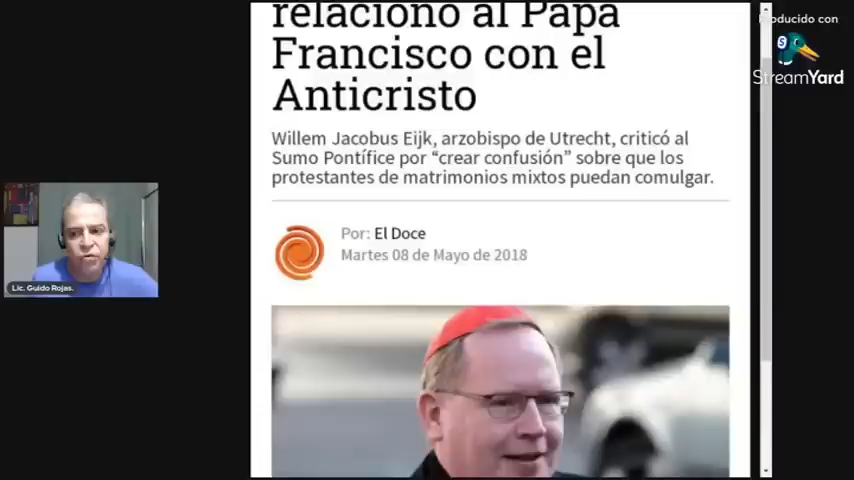 relacionó al Papa
Francisco con el
Anticristo
Willem Jacobus Eijk, arzobispo de Utrecht, criticó al
Sumo Pontífice por “crear confusión” sobre que los
protestantes de matrimonios mixtos puedan comulgar.
Por: El Doce
Martes 08 de Mayo de 2018
Lic. Guido Rojas.
Producido con
S
StreamYard